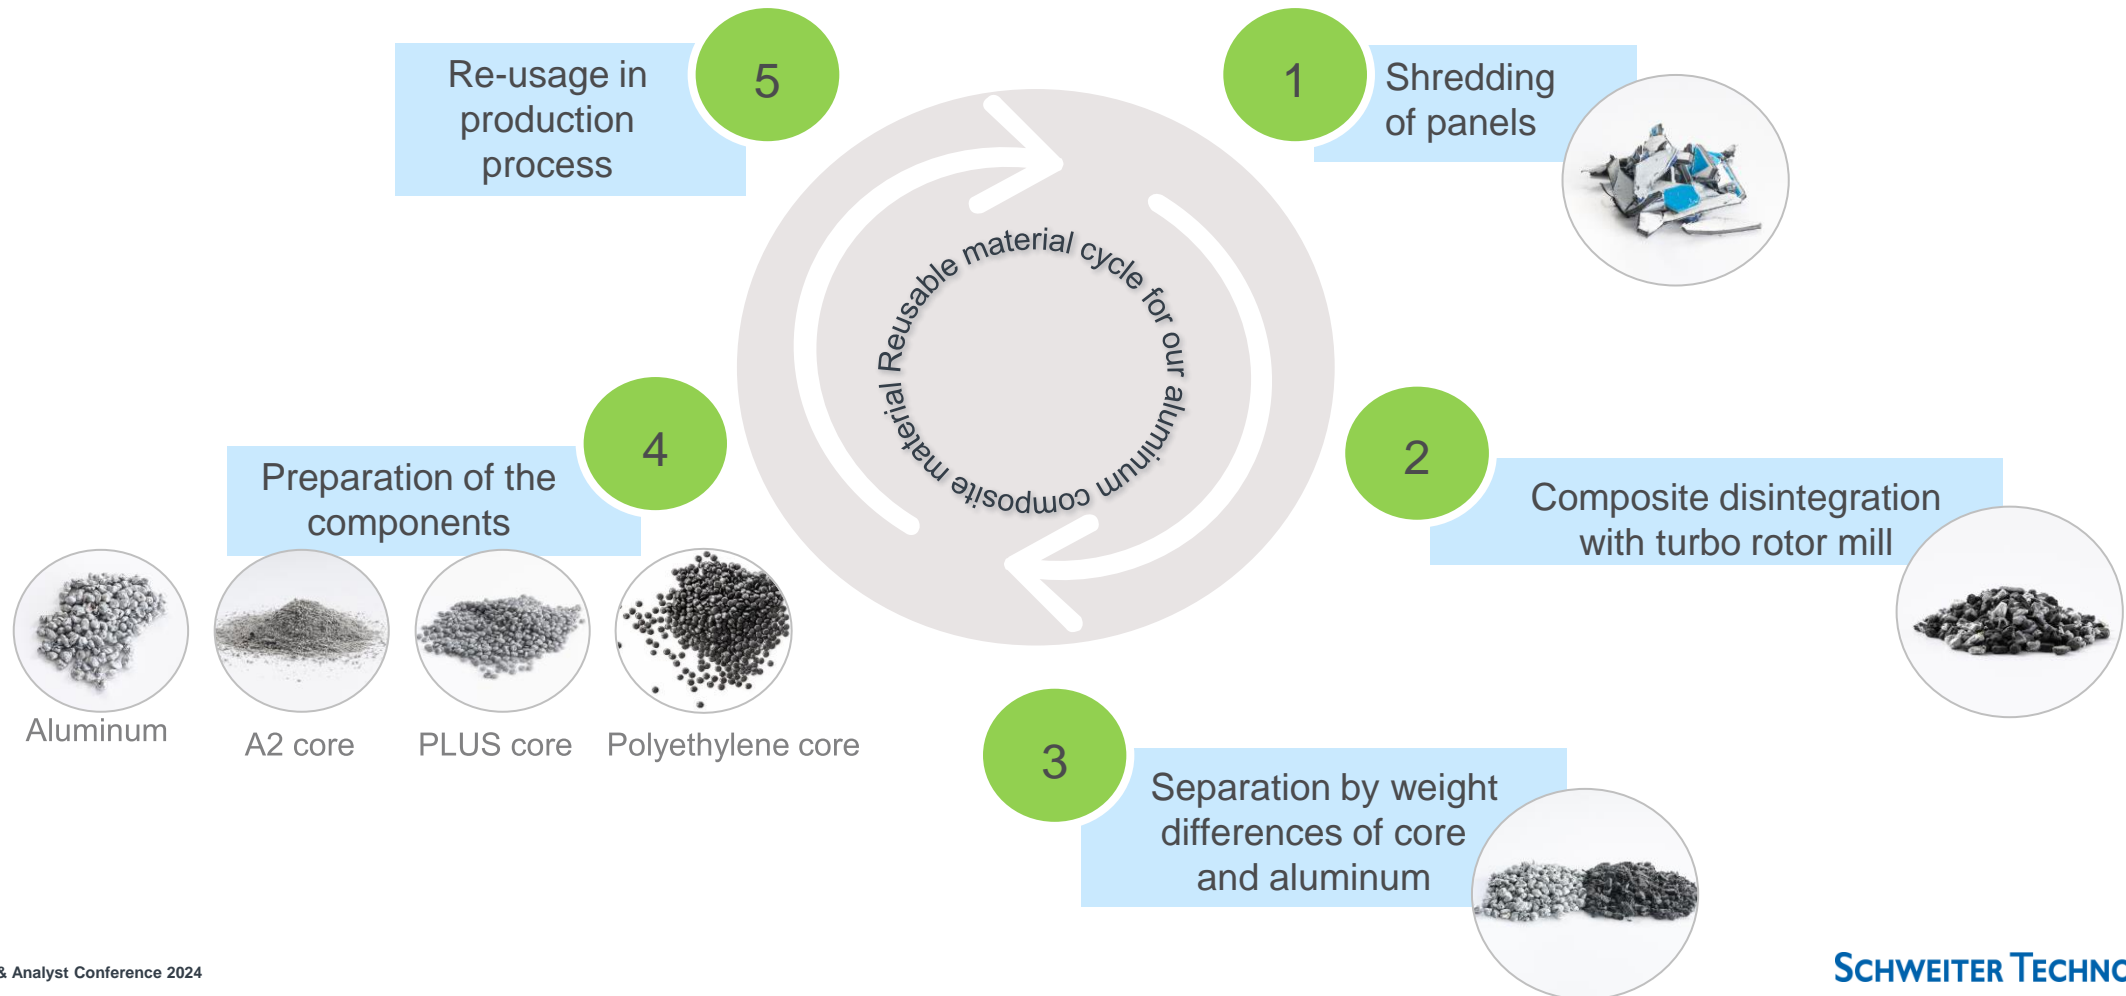 5
Re-usage in
production
process
1
Shredding
of panels
Reusable material cycle for our aluminum composite material
4
Preparation of the
components
2
Composite disintegration
with turbo rotor mill
Aluminum
A2 core
PLUS core
Polyethylene core
3
Separation by weight
differences of core
and aluminum
& Analyst Conference 2024
SCHWEITER TECHNO